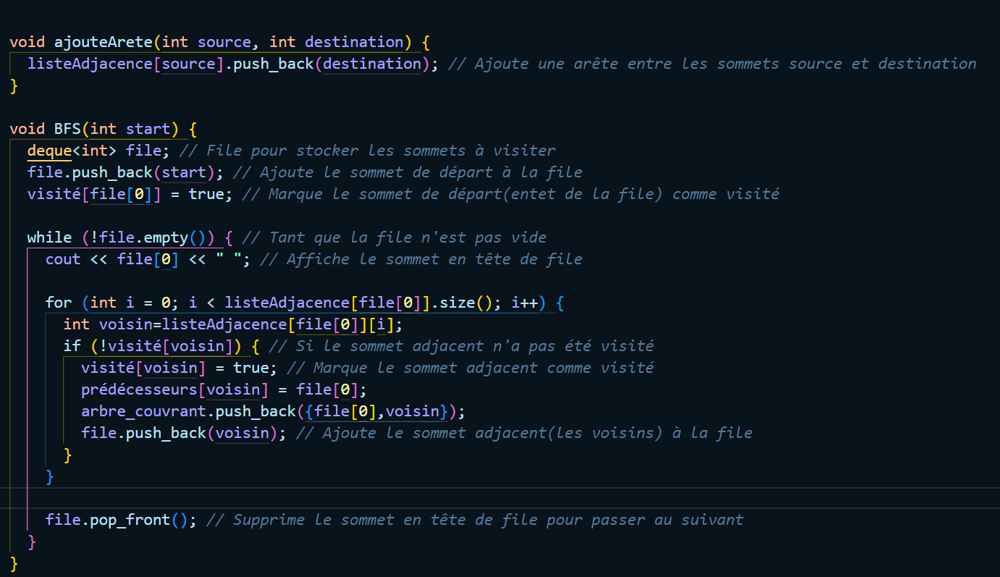 void ajouteArete(int source, int destination) {
  listeAdjacence[source].push_back(destination); // Ajoute une arête entre les sommets source et destination
}

void BFS(int start) {
  deque<int> file; // File pour stocker les sommets à visiter
  file.push_back(start); // Ajoute le sommet de départ à la file
  visité[file[0]] = true; // Marque le sommet de départ(entet de la file) comme visité

  while (!file.empty()) { // Tant que la file n'est pas vide
    cout << file[0] << " "; // Affiche le sommet en tête de file

    for (int i = 0; i < listeAdjacence[file[0]].size(); i++) {
      int voisin=listeAdjacence[file[0]][i];
      if (!visité[voisin]) { // Si le sommet adjacent n'a pas été visité
        visité[voisin] = true; // Marque le sommet adjacent comme visité
        prédécesseurs[voisin] = file[0];
        arbre_couvrant.push_back({file[0],voisin});
        file.push_back(voisin); // Ajoute le sommet adjacent(les voisins) à la file
      }
    }

    file.pop_front(); // Supprime le sommet en tête de file pour passer au suivant
  }
}